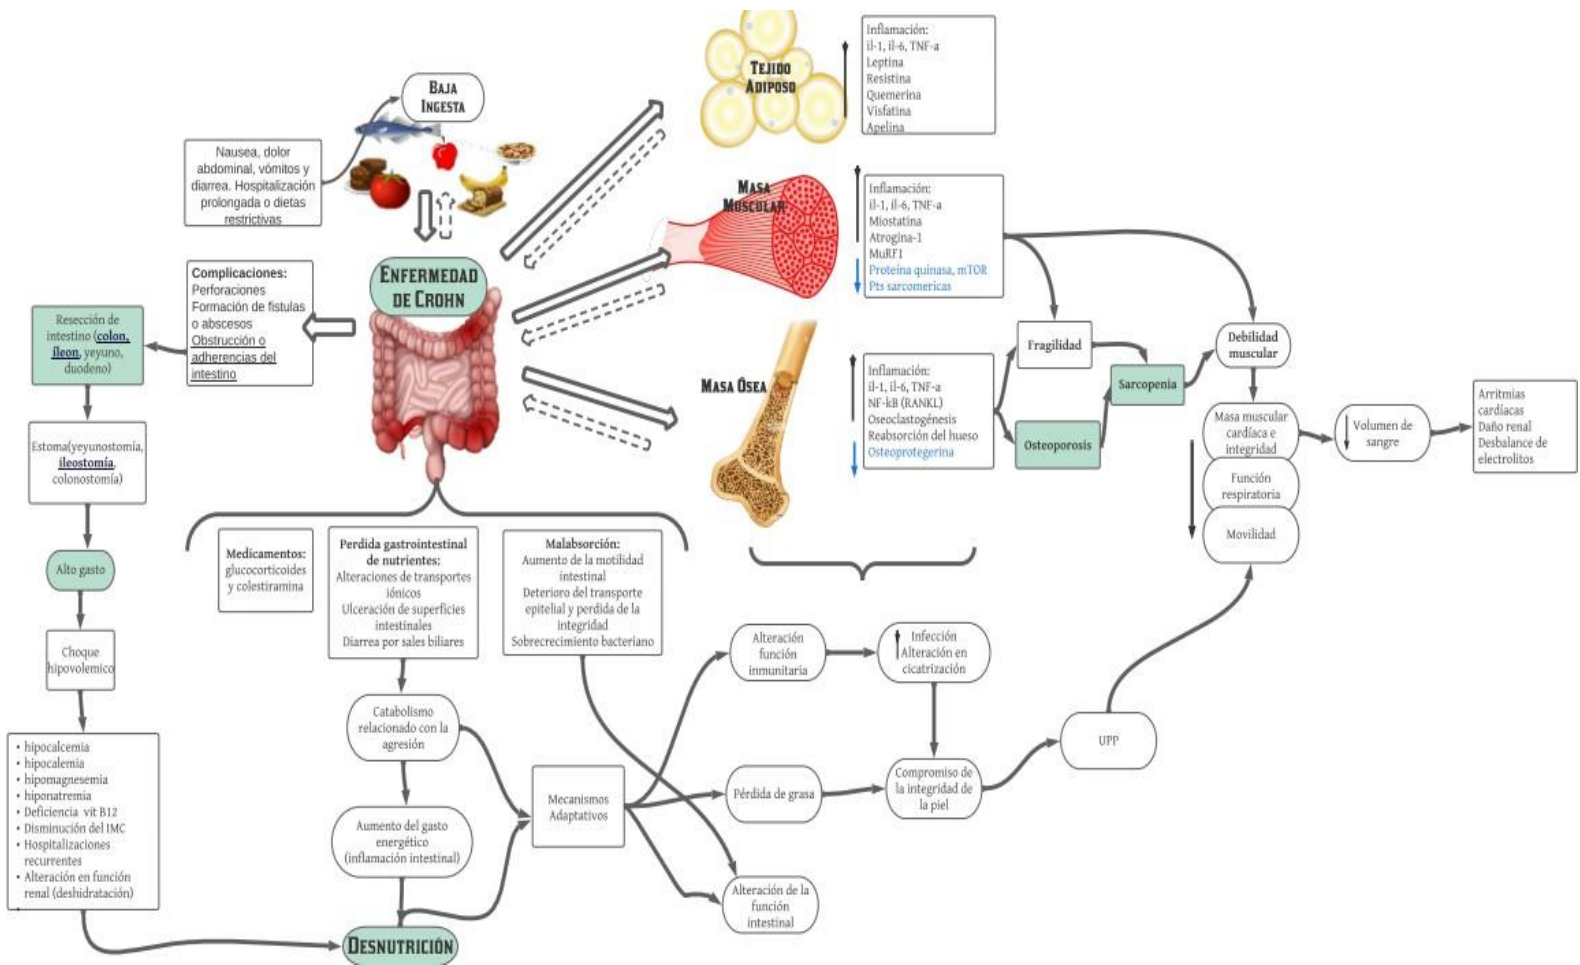 BAJA
INGESTA
Nausea, dolor
abdominal, vómitos y
diarrea. Hospitalización
prolongada o dietas
restrictivas
TEJIDO
ADIPOSO
Inflamación:
il-1, il-6, TNF-a
Leptina
Resistina
Quemerina
Visfatina
Apelina
MASA
MUSCULAR
Inflamación:
il-1, il-6, TNF-a
Miostatina
Atrogina-1
MuRF1
Proteína quinasa, mTOR
Pts sarcomericas
ENFERMEDAD
DE CROHN
Complicaciones:
Perforaciones
Formación de fistulas
o abscesos
Obstrucción o
adherencias del
intestino
Resección de
intestino (colon,
íleon, yeyuno,
duodeno)
Estoma(yeyunostomía,
ileostomía,
colonostomía)
Alto gasto
Choque
hipovolemico
• hipocalcemia
• hipocalemia
• hipomagnesemia
• hiponatremia
• Deficiencia vit B12
• Disminución del IMC
• Hospitalizaciones
recurrentes
• Alteración en función
renal (deshidratación)
•
MASA ÓSEA
Inflamación:
il-1, il-6, TNF-a
NF-kB (RANKL)
Oseoclastogénesis
Reabsorción del hueso
Osteoprotegerina
Fragilidad
Osteoporosis
Sarcopenia
Debilidad
muscular
Masa muscular
cardíaca e
integridad
Función
respiratoria
Movilidad
Volumen de
sangre
Arritmias
cardíacas
Daño renal
Desbalance de
electrolitos
Medicamentos:
glucocorticoides
y colestiramina
Perdida gastrointestinal
de nutrientes:
Alteraciones de transportes
iónicos
Ulceración de superficies
intestinales
Diarrea por sales biliares
Malabsorción:
Aumento de la motilidad
intestinal
Deterioro del transporte
epitelial y perdida de la
integridad
Sobrecrecimiento bacteriano
Catabolismo
relacionado con la
agresión
Aumento del gasto
energético
(inflamación intestinal)
DESNUTRICIÓN
Mecanismos
Adaptativos
Alteración
función
inmunitaria
Infección
Alteración en
cicatrización
Pérdida de grasa
Compromiso de
la integridad de
la piel
Alteración de la
función
intestinal
UPP